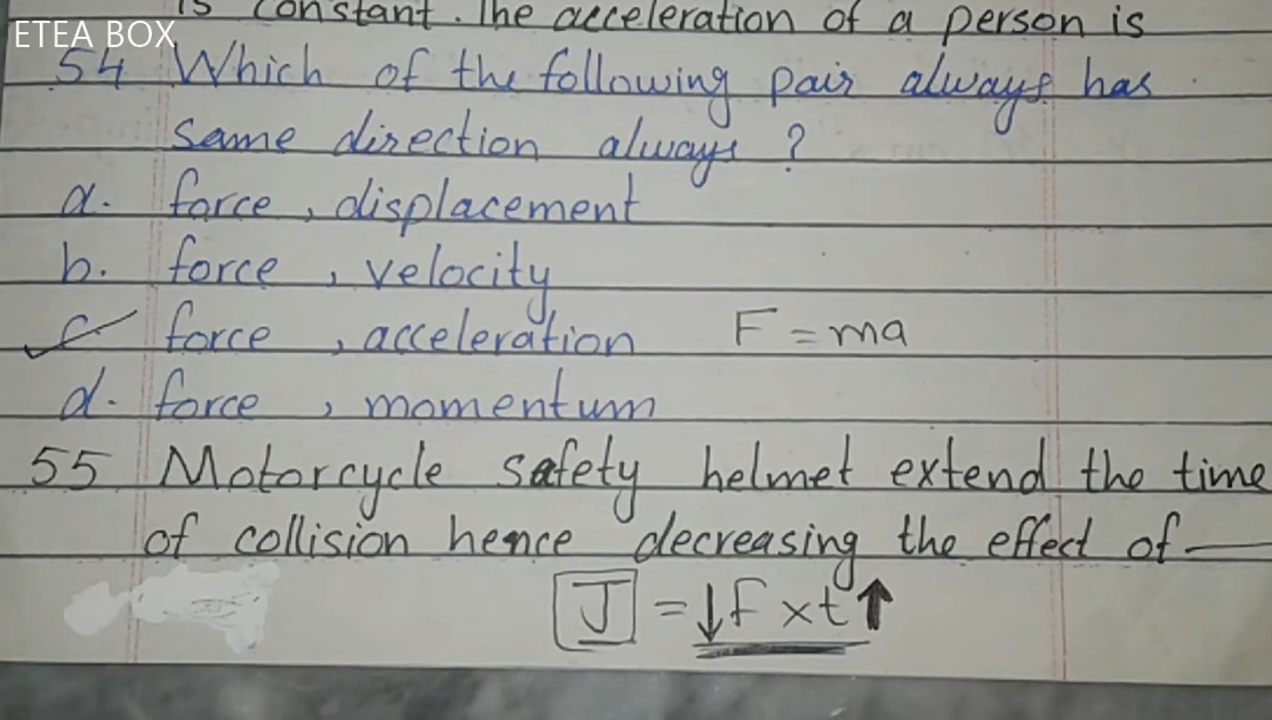 is constant. The acceleration of a person is
ETEA BOX
54 Which of the following pair always has
same direction always ?
a. force , displacement
b. force , velocity
c force , acceleration F = ma
d. force , momentum
55 Motorcycle safety helmet extend the time
of collision hence decreasing the effect of —
J = ↓F × t↑